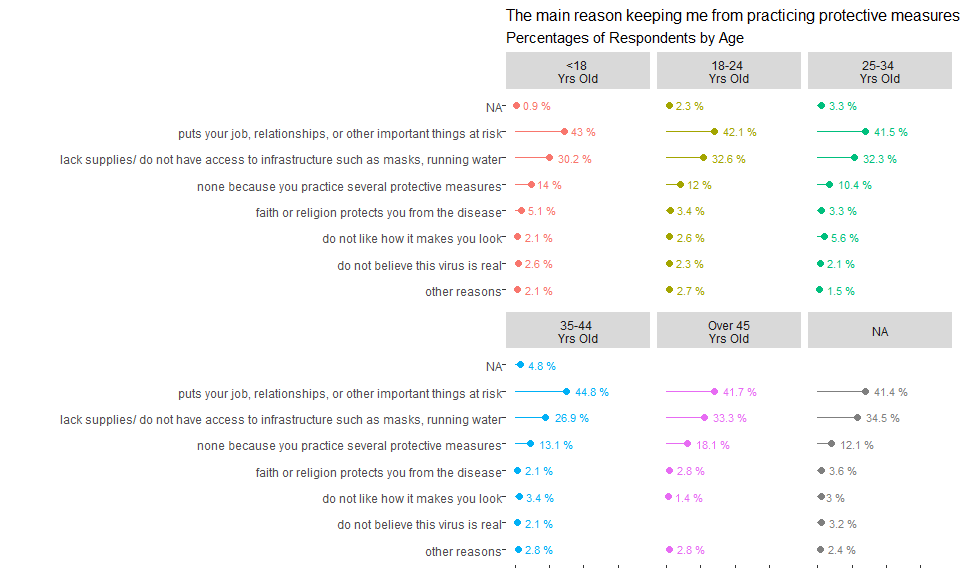 The main reason keeping me from practicing protective measures
Percentages of Respondents by Age
<18
Yrs Old
18-24
Yrs Old
25-34
Yrs Old
NA 0.9 % 2.3 % 3.3 %
puts your job, relationships, or other important things at risk 43 % 42.1 % 41.5 %
lack supplies/ do not have access to infrastructure such as masks, running water 30.2 % 32.6 % 32.3 %
none because you practice several protective measures 14 % 12 % 10.4 %
faith or religion protects you from the disease 5.1 % 3.4 % 3.3 %
do not like how it makes you look 2.1 % 2.6 % 5.6 %
do not believe this virus is real 2.6 % 2.3 % 2.1 %
other reasons 2.1 % 2.7 % 1.5 %
35-44
Yrs Old
Over 45
Yrs Old
NA
NA 4.8 %
puts your job, relationships, or other important things at risk 44.8 % 41.7 % 41.4 %
lack supplies/ do not have access to infrastructure such as masks, running water 26.9 % 33.3 % 34.5 %
none because you practice several protective measures 13.1 % 18.1 % 12.1 %
faith or religion protects you from the disease 2.1 % 2.8 % 3.6 %
do not like how it makes you look 3.4 % 1.4 % 3 %
do not believe this virus is real 2.1 % 3.2 %
other reasons 2.8 % 2.8 % 2.4 %